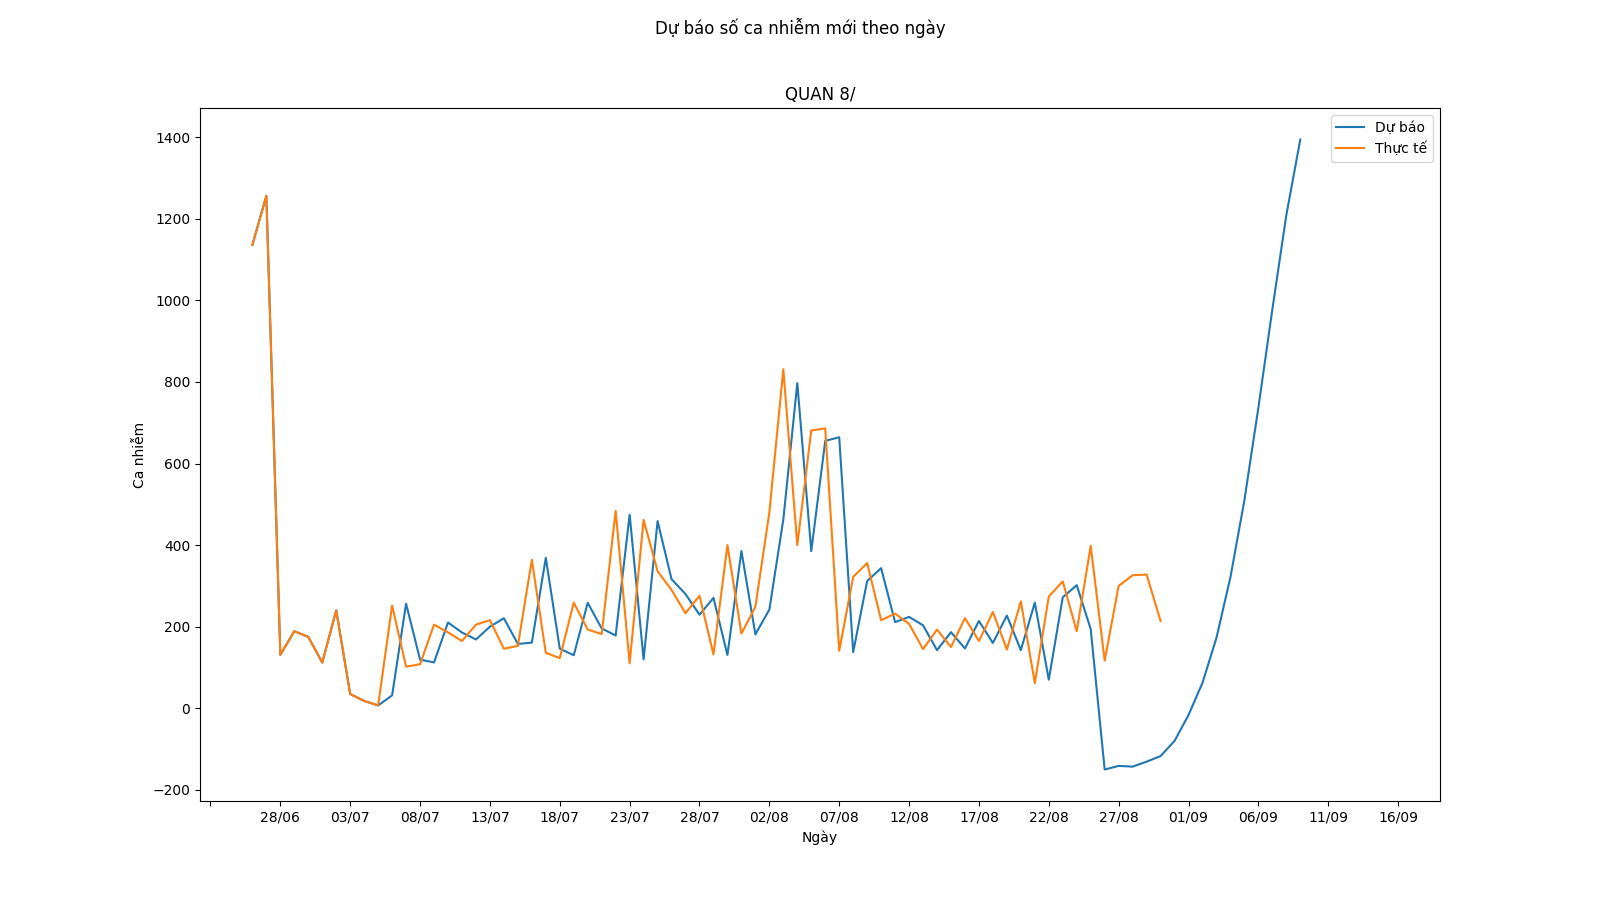 Dự báo số ca nhiễm mới theo ngày
QUAN 8/
Dự báo
Thực tế
1400
1200
1000
800
600
400
200
0
−200
Ca nhiễm
28/06 03/07 08/07 13/07 18/07 23/07 28/07 02/08 07/08 12/08 17/08 22/08 27/08 01/09 06/09 11/09 16/09
Ngày